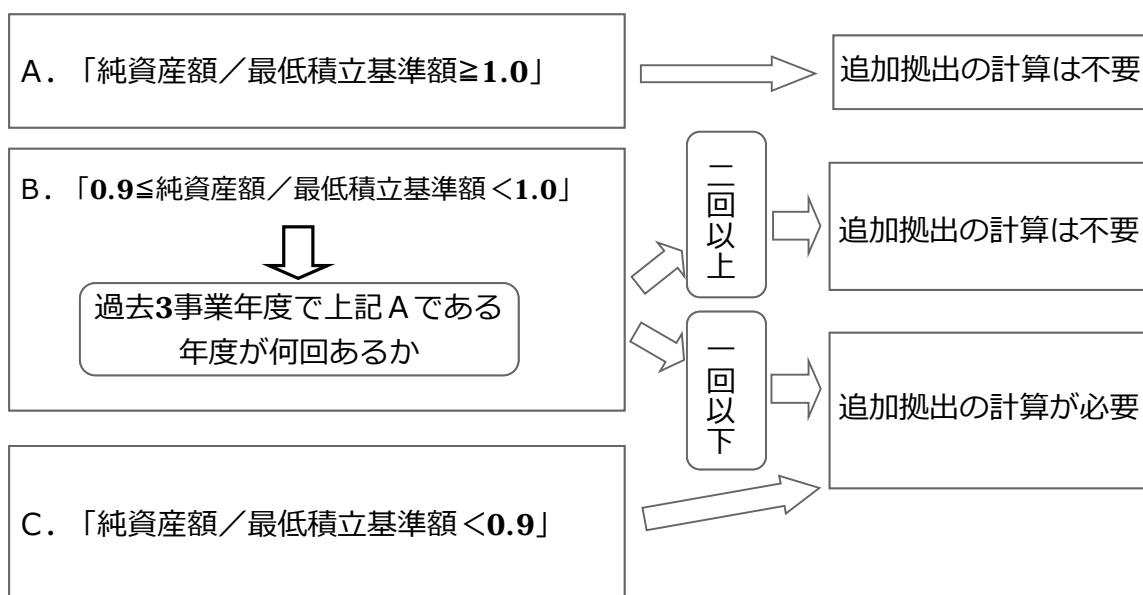 A．「純資産額／最低積立基準額≧1.0」
追加拠出の計算は不要
B．「0.9≦純資産額／最低積立基準額＜1.0」
過去3事業年度で上記Aである
年度が何回あるか
二回以上
追加拠出の計算は不要
一回以下
追加拠出の計算が必要
C．「純資産額／最低積立基準額＜0.9」